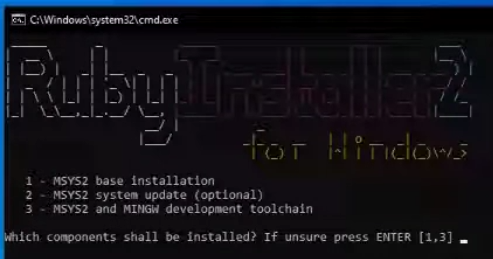 C:\Windows\system32\cmd.exe
RubyInstaller2
for Windows
1 - MSYS2 base installation
2 - MSYS2 system update (optional)
3 - MSYS2 and MINGW development toolchain
Which components shall be installed? If unsure press ENTER [1,3]